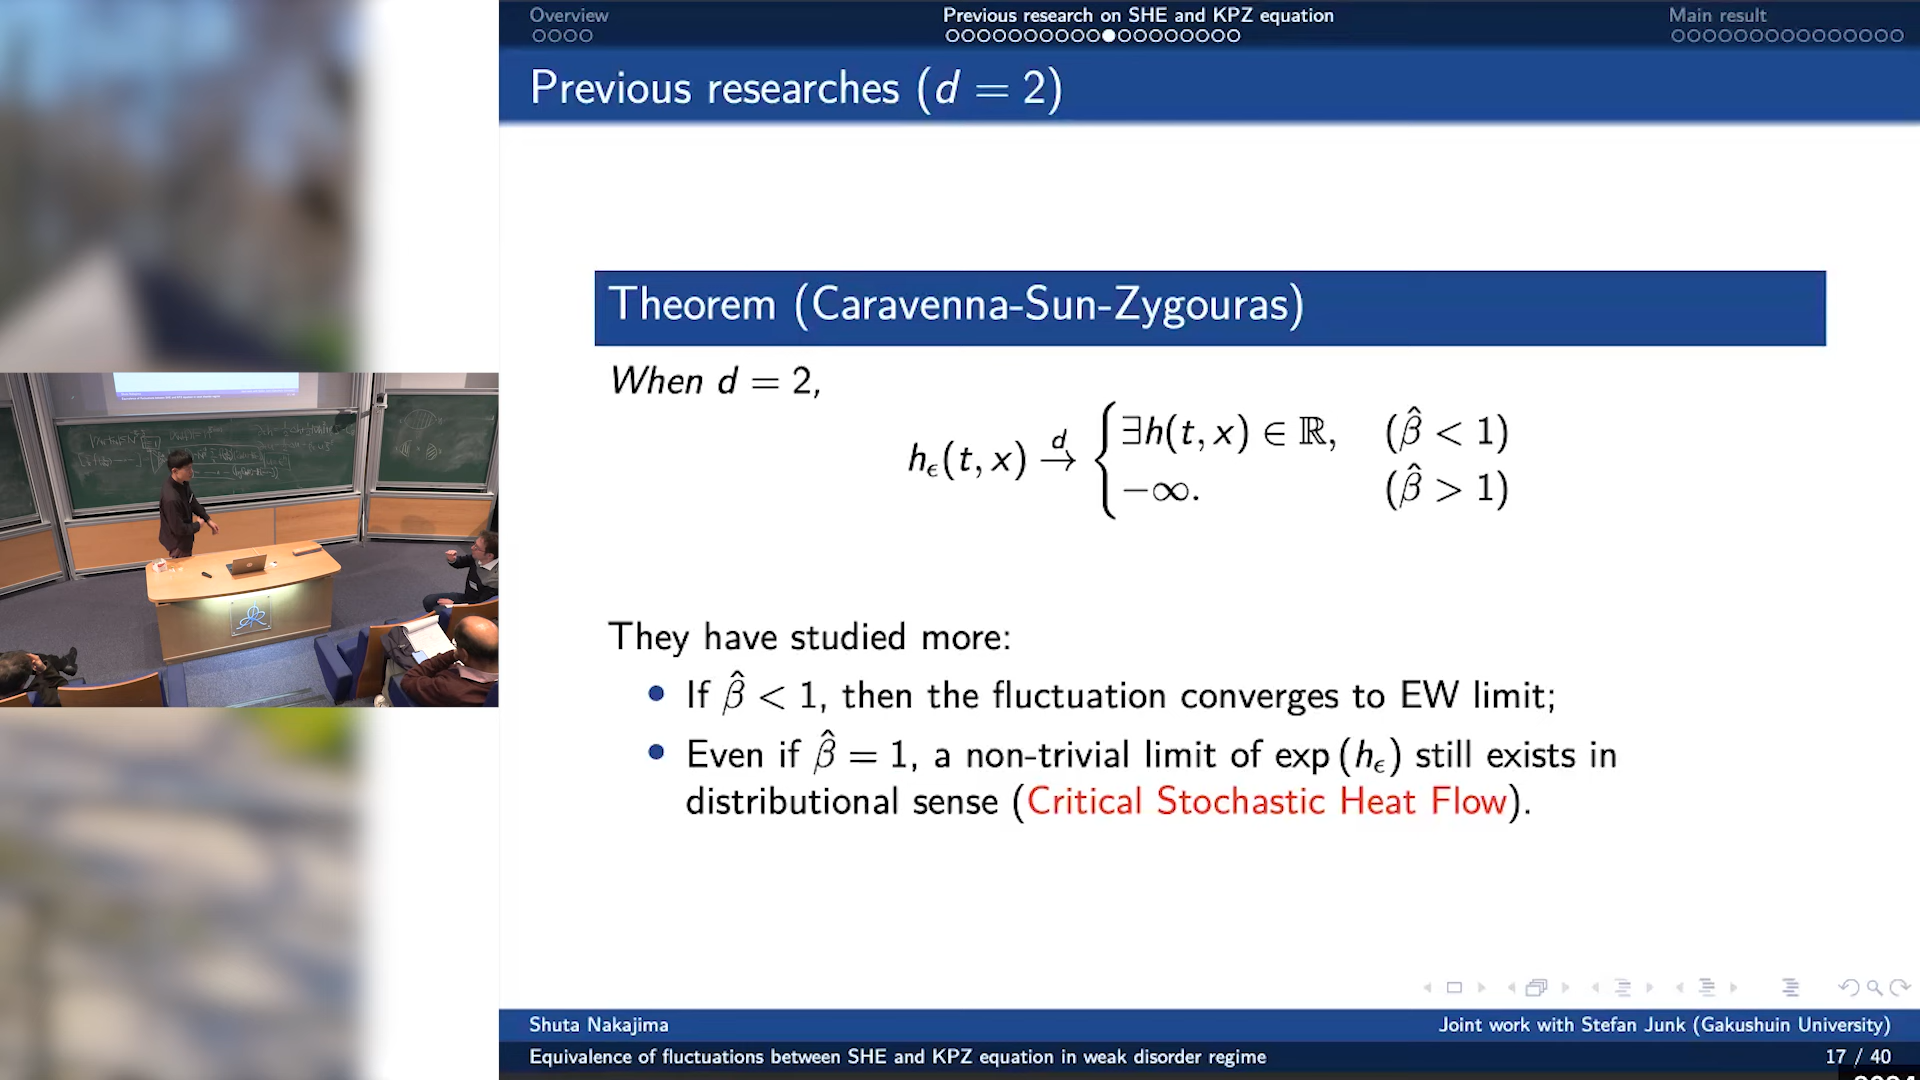 Overview
Previous research on SHE and KPZ equation
Main result
Previous researches (d = 2)
Theorem (Caravenna-Sun-Zygouras)
When d = 2,
hϵ(t, x) →ᵈ { ∃h(t, x) ∈ ℝ, (β̂ < 1)
−∞. (β̂ > 1)
They have studied more:
• If β̂ < 1, then the fluctuation converges to EW limit;
• Even if β̂ = 1, a non-trivial limit of exp (hϵ) still exists in
distributional sense (Critical Stochastic Heat Flow).
Shuta Nakajima
Joint work with Stefan Junk (Gakushuin University)
Equivalence of fluctuations between SHE and KPZ equation in weak disorder regime
17 / 40